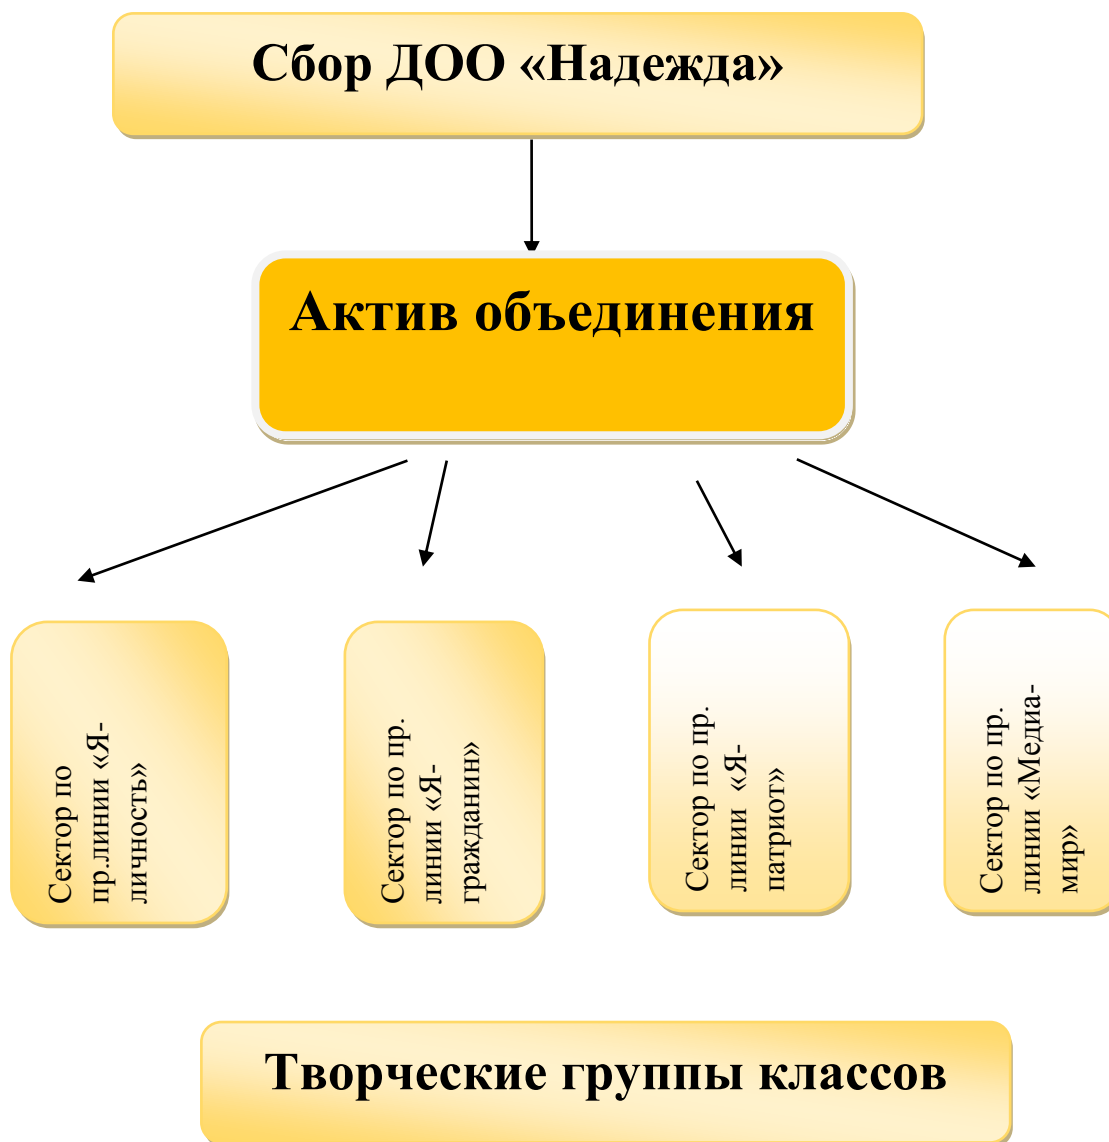 Сбор ДОО «Надежда»
Актив объединения
Сектор по
пр.линии «Я-
личность»
Сектор по пр.
линии «Я-
гражданин»
Сектор по пр.
линии  «Я-
патриот»
Сектор по пр.
линии «Медиа-
мир»
Творческие группы классов